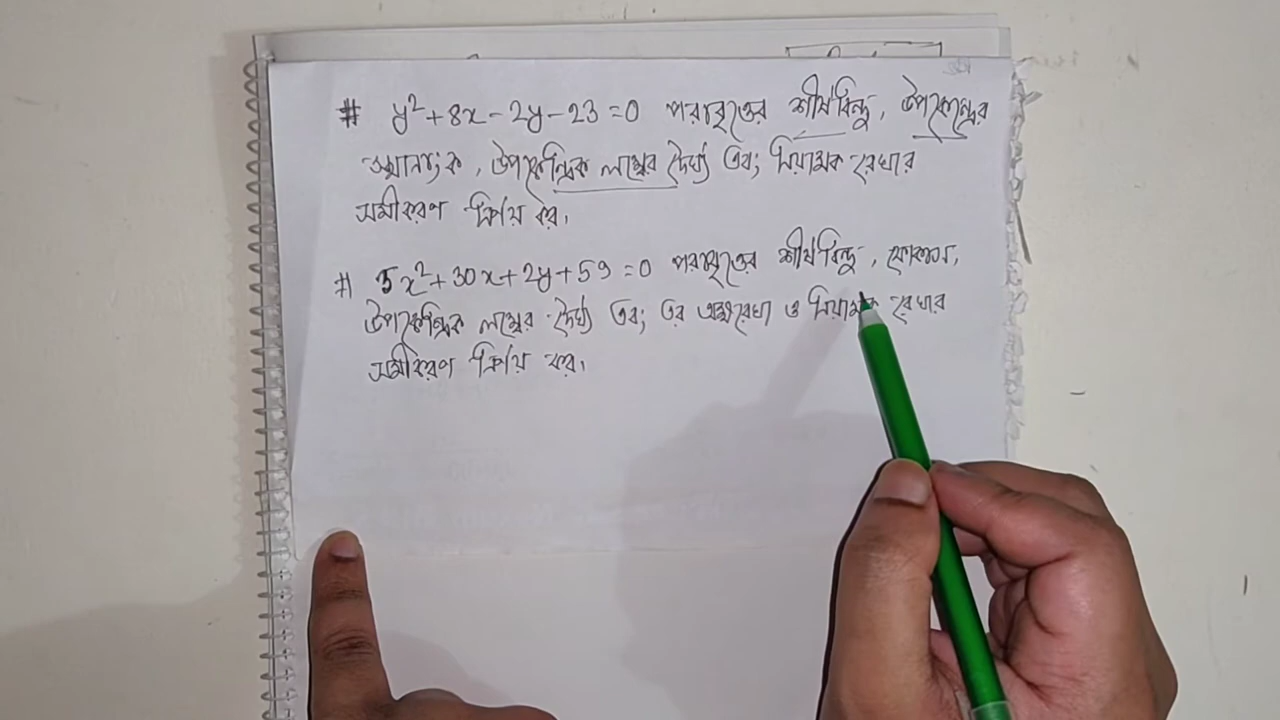 # y² + 8x - 2y - 23 = 0 পরাবৃত্তের শীর্ষবিন্দু, উপকেন্দ্রের
স্থানাংক, উপকেন্দ্রিক লম্বের দৈর্ঘ্য এবং নিয়ামক রেখার
সমীকরণ নির্ণয় কর।
# 5x² + 30x + 2y + 59 = 0 পরাবৃত্তের শীর্ষবিন্দু, ফোকাস,
উপকেন্দ্রিক লম্বের দৈর্ঘ্য এবং এর অক্ষরেখা ও নিয়ামক রেখার
সমীকরণ নির্ণয় কর।